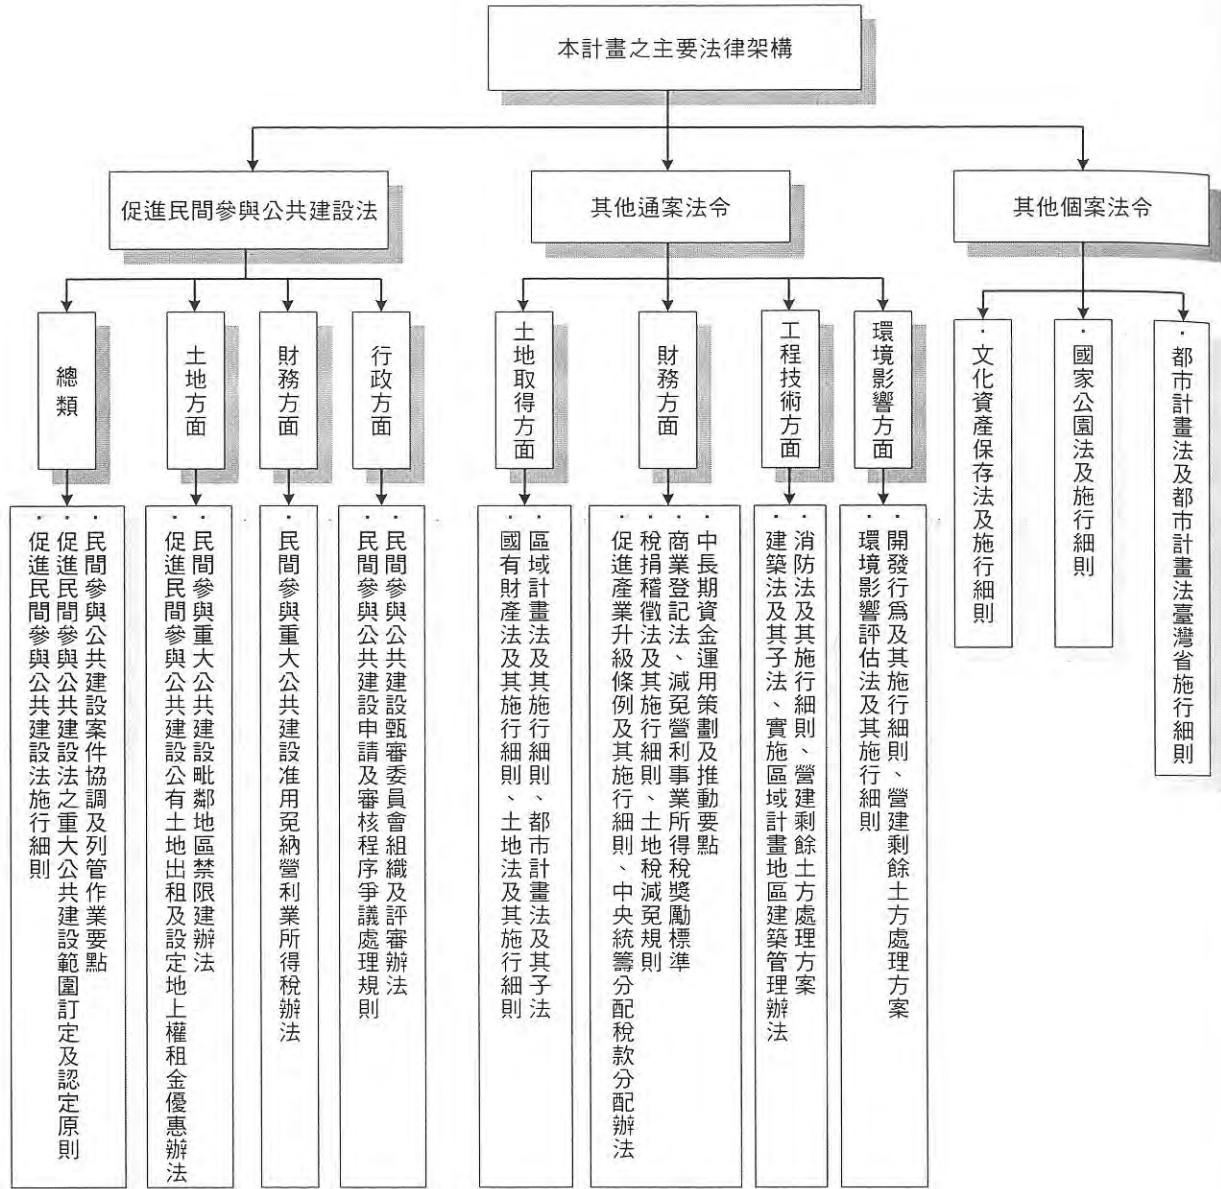 本計畫之主要法律架構
促進民間參與公共建設法
其他通案法令
其他個案法令
總類
土地方面
財務方面
行政方面
土地取得方面
財務方面
工程技術方面
環境影響方面
·文化資產保存法及施行細則
·國家公園法及施行細則
·都市計畫法及都市計畫法臺灣省施行細則
·促進民間參與公共建設法施行細則
·促進民間參與公共建設法之重大公共建設範圍訂定及認定原則
·民間參與公共建設案件協調及列管作業要點
·促進民間參與公共建設公有土地出租及設定地上權租金優惠辦法
·民間參與重大公共建設毗鄰地區禁限建辦法
·民間參與重大公共建設准用免納營利業所得稅辦法
·民間參與公共建設申請及審核程序爭議處理規則
·民間參與公共建設甄審委員會組織及評審辦法
·國有財產法及其施行細則、土地法及其施行細則
·區域計畫法及其施行細則、都市計畫法及其子法
·促進產業升級條例及其施行細則、中央統籌分配稅款分配辦法
·稅捐稽徵法及其施行細則、土地稅減免規則
·商業登記法、減免營利事業所得稅獎勵標準
·中長期資金運用策劃及推動要點
·建築法及其子法、實施區域計畫地區建築管理辦法
·消防法及其施行細則、營建剩餘土方處理方案
·環境影響評估法及其施行細則
·開發行為及其施行細則、營建剩餘土方處理方案